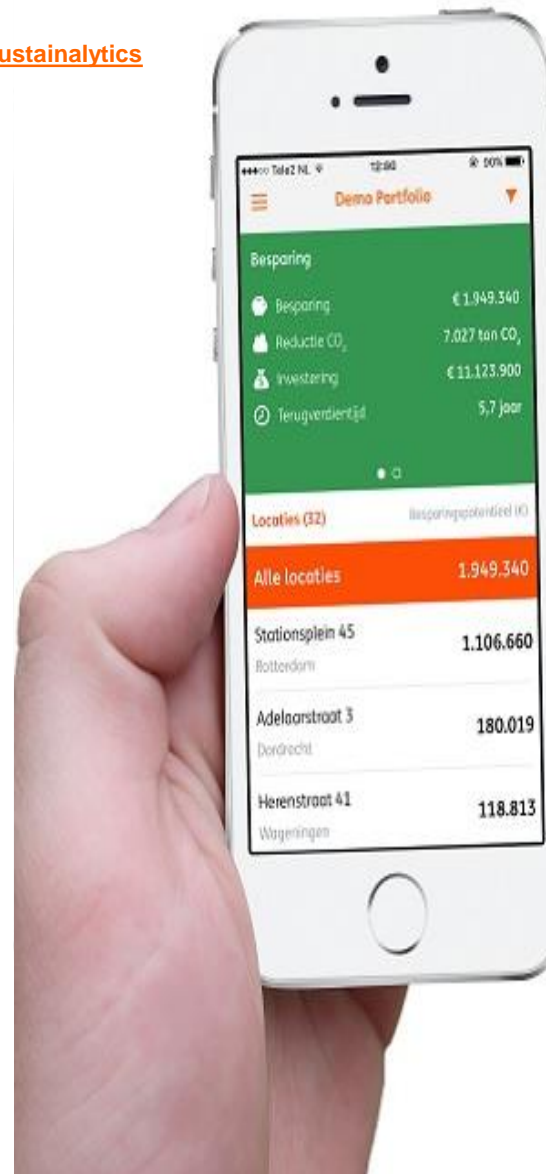 ustainalytics
Tele2 NL
Demo Portfolio
Besparing
Besparing € 1.949.340
Reductie CO₂ 7.027 ton CO₂
Investering € 11.123.900
Terugverdientijd 5,7 jaar
Locaties (32) Besparingspotentieel (€)
Alle locaties 1.949.340
Stationsplein 45 1.106.660
Rotterdam
Adelaarstraat 3 180.019
Dordrecht
Herenstraat 41 118.813
Wageningen